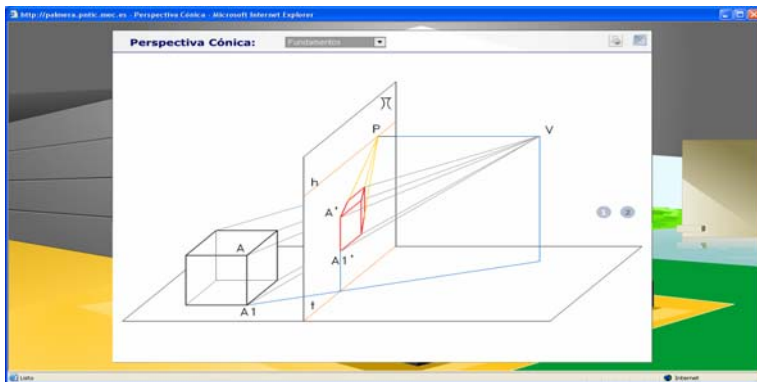 http://palmera.pntic.mec.es - Perspectiva Cónica - Microsoft Internet Explorer
Perspectiva Cónica: Fundamentos
π
P
V
h
A'
A
A1'
A1
t
1 2
Listo Internet